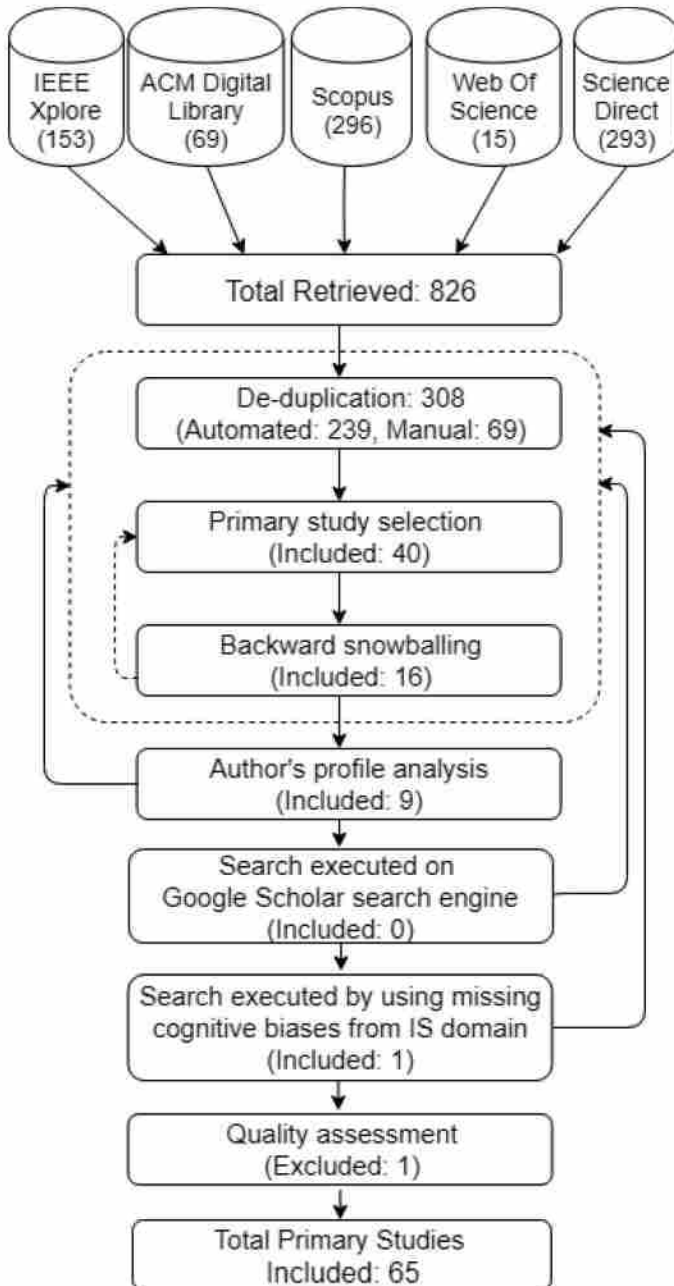 IEEE
Xplore
(153)
ACM Digital
Library
(69)
Scopus
(296)
Web Of
Science
(15)
Science
Direct
(293)
Total Retrieved: 826
De-duplication: 308
(Automated: 239, Manual: 69)
Primary study selection
(Included: 40)
Backward snowballing
(Included: 16)
Author's profile analysis
(Included: 9)
Search executed on
Google Scholar search engine
(Included: 0)
Search executed by using missing
cognitive biases from IS domain
(Included: 1)
Quality assessment
(Excluded: 1)
Total Primary Studies
Included: 65